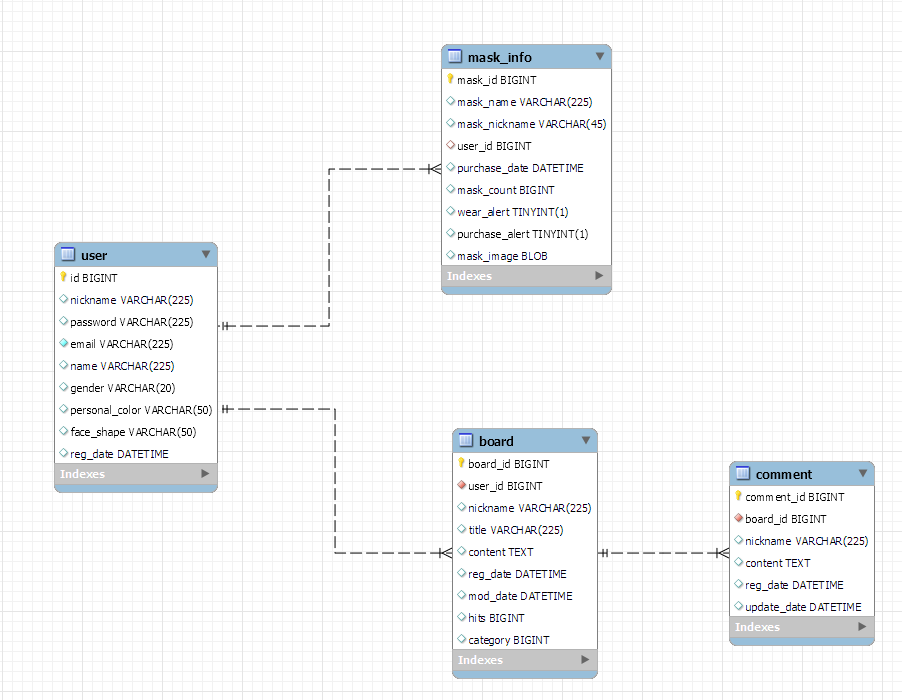 mask_info
mask_id BIGINT
mask_name VARCHAR(225)
mask_nickname VARCHAR(45)
user_id BIGINT
purchase_date DATETIME
mask_count BIGINT
wear_alert TINYINT(1)
purchase_alert TINYINT(1)
mask_image BLOB
Indexes
user
id BIGINT
nickname VARCHAR(225)
password VARCHAR(225)
email VARCHAR(225)
name VARCHAR(225)
gender VARCHAR(20)
personal_color VARCHAR(50)
face_shape VARCHAR(50)
reg_date DATETIME
Indexes
board
board_id BIGINT
user_id BIGINT
nickname VARCHAR(225)
title VARCHAR(225)
content TEXT
reg_date DATETIME
mod_date DATETIME
hits BIGINT
category BIGINT
Indexes
comment
comment_id BIGINT
board_id BIGINT
nickname VARCHAR(225)
content TEXT
reg_date DATETIME
update_date DATETIME
Indexes